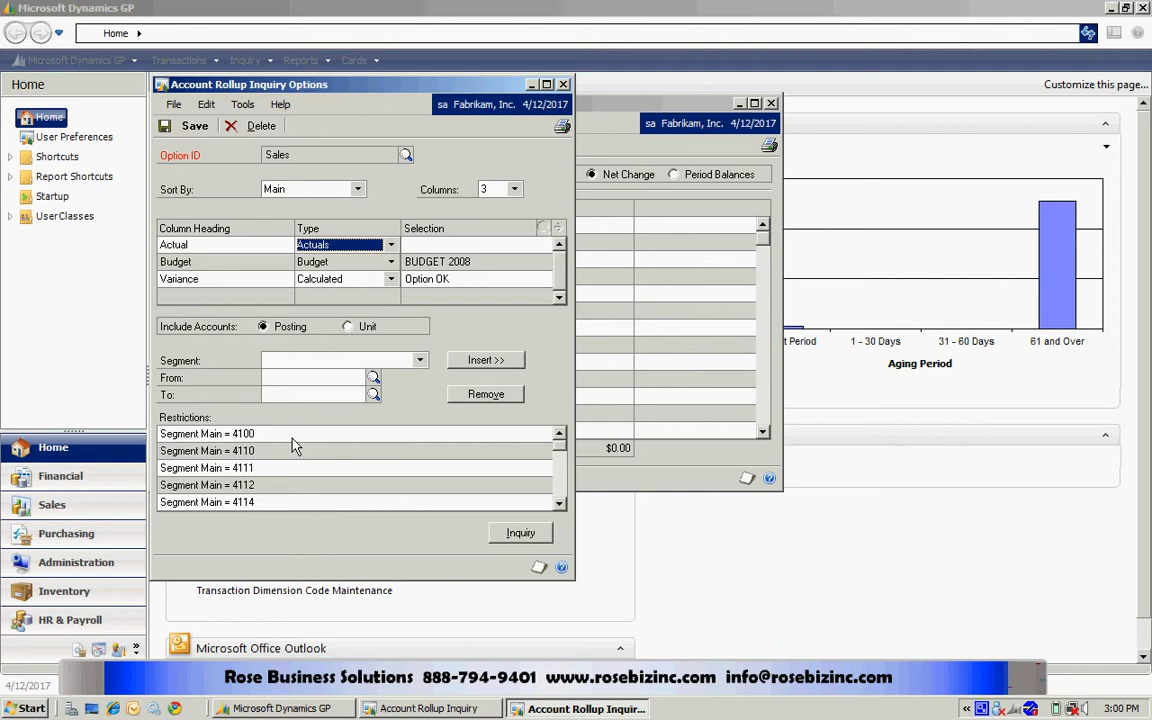 Microsoft Dynamics GP
Home
Microsoft Dynamics GP Transactions Inquiry Reports Cards
Home
Customize this page...
Home
User Preferences
Shortcuts
Report Shortcuts
Startup
UserClasses
Account Rollup Inquiry Options
File Edit Tools Help
sa Fabrikam, Inc. 4/12/2017
Save Delete
Option ID Sales
Sort By: Main Columns: 3
Column Heading Type Selection
Actual Actuals
Budget Budget BUDGET 2008
Variance Calculated Option OK
Include Accounts: Posting Unit
Segment: Insert >>
From:
To: Remove
Restrictions:
Segment Main = 4100
Segment Main = 4110
Segment Main = 4111
Segment Main = 4112
Segment Main = 4114
Inquiry
sa Fabrikam, Inc. 4/12/2017
Net Change Period Balances
$0.00
t Period 1 - 30 Days 31 - 60 Days 61 and Over
Aging Period
Home
Financial
Sales
Purchasing
Administration
Inventory
HR & Payroll
Transaction Dimension Code Maintenance
Microsoft Office Outlook
4/12/2017
Rose Business Solutions 888-794-9401 www.rosebizinc.com info@rosebizinc.com
Start Microsoft Dynamics GP Account Rollup Inquiry Account Rollup Inquir... 3:00 PM